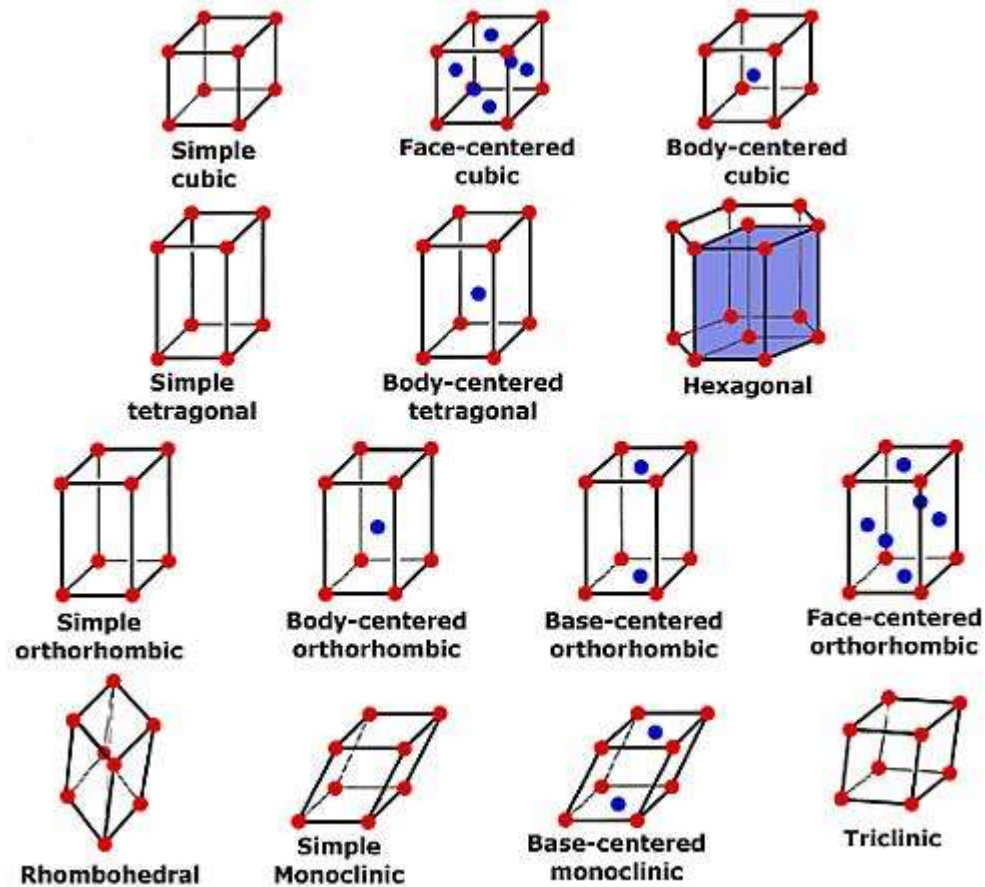 Simple
cubic
Face-centered
cubic
Body-centered
cubic
Simple
tetragonal
Body-centered
tetragonal
Hexagonal
Simple
orthorhombic
Body-centered
orthorhombic
Base-centered
orthorhombic
Face-centered
orthorhombic
Rhombohedral
Simple
Monoclinic
Base-centered
monoclinic
Triclinic